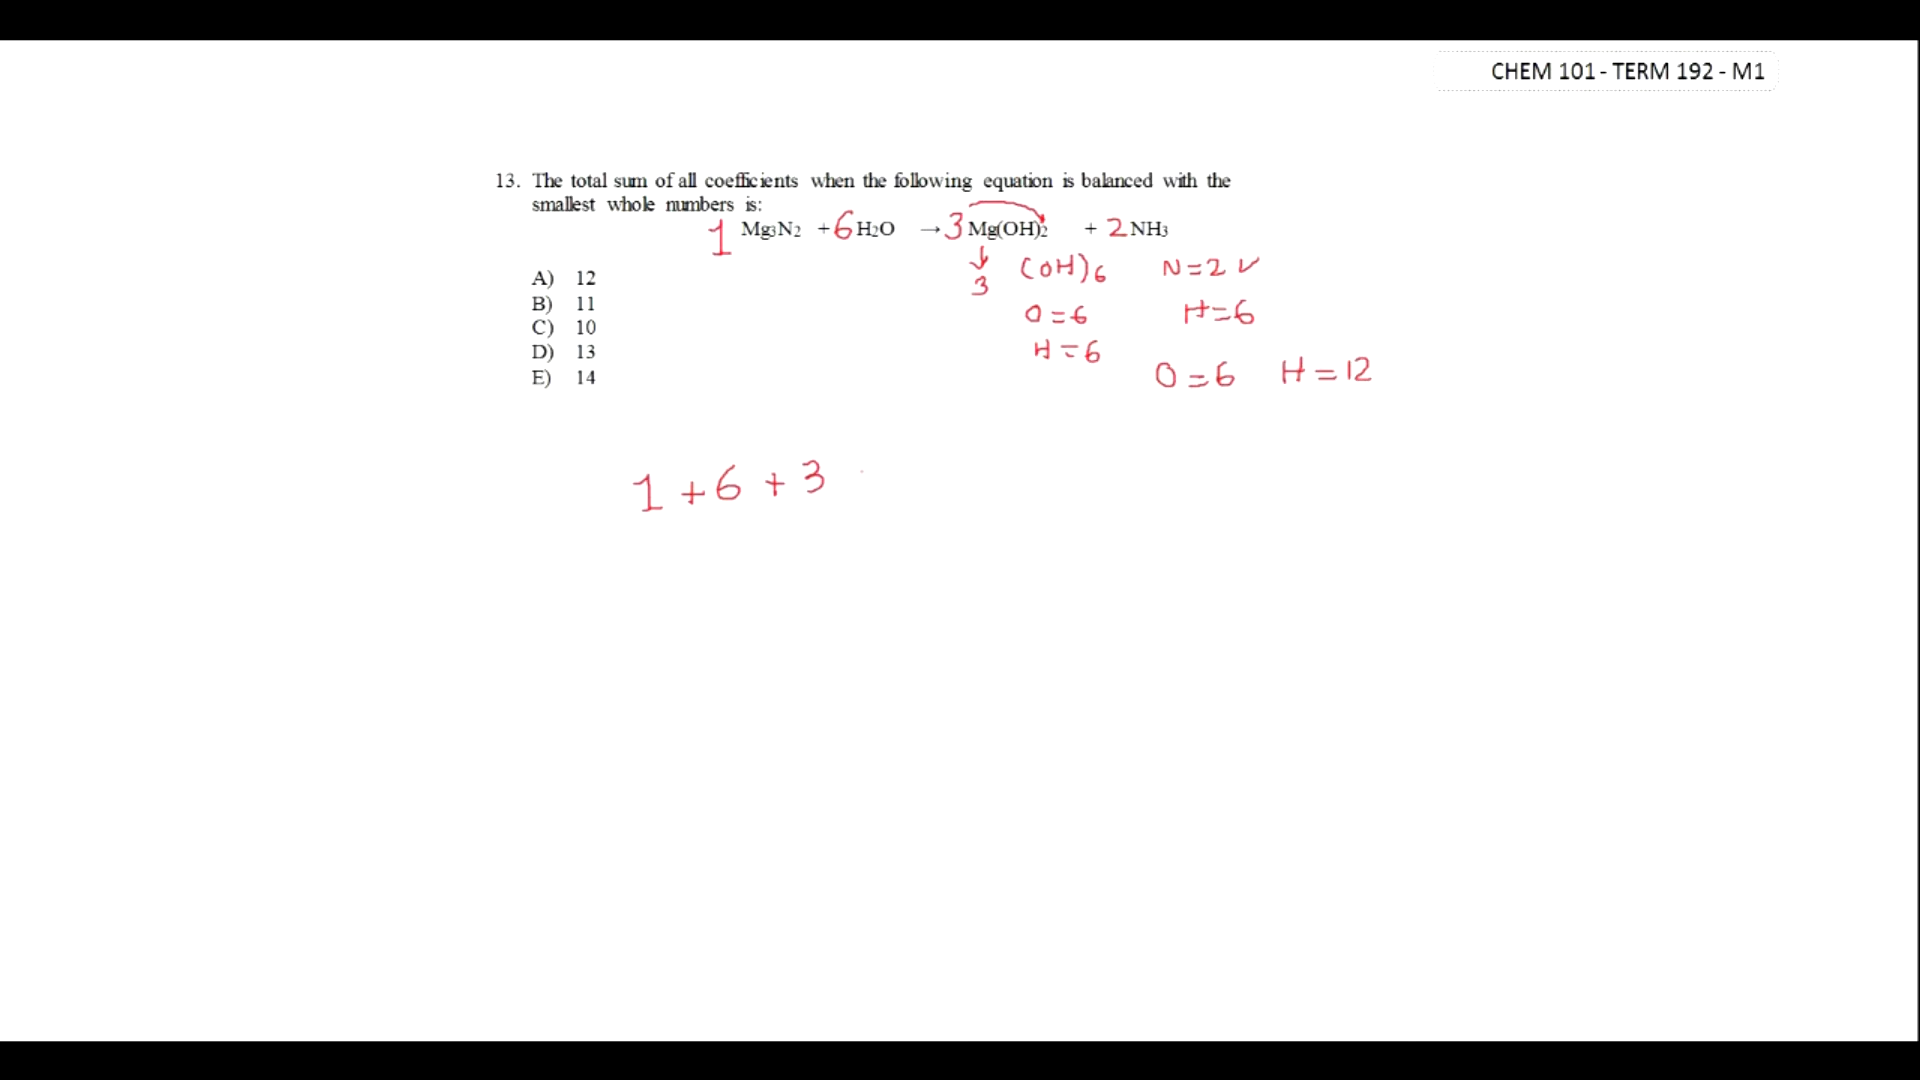 CHEM 101 - TERM 192 - M1
13. The total sum of all coefficients when the following equation is balanced with the
smallest whole numbers is:
1 Mg3N2 + 6 H2O → 3 Mg(OH)2 + 2 NH3
3 (OH)6 N=2 ✓
A) 12
B) 11
O=6 H=6
C) 10
D) 13
H=6
E) 14
O=6 H=12
1 + 6 + 3